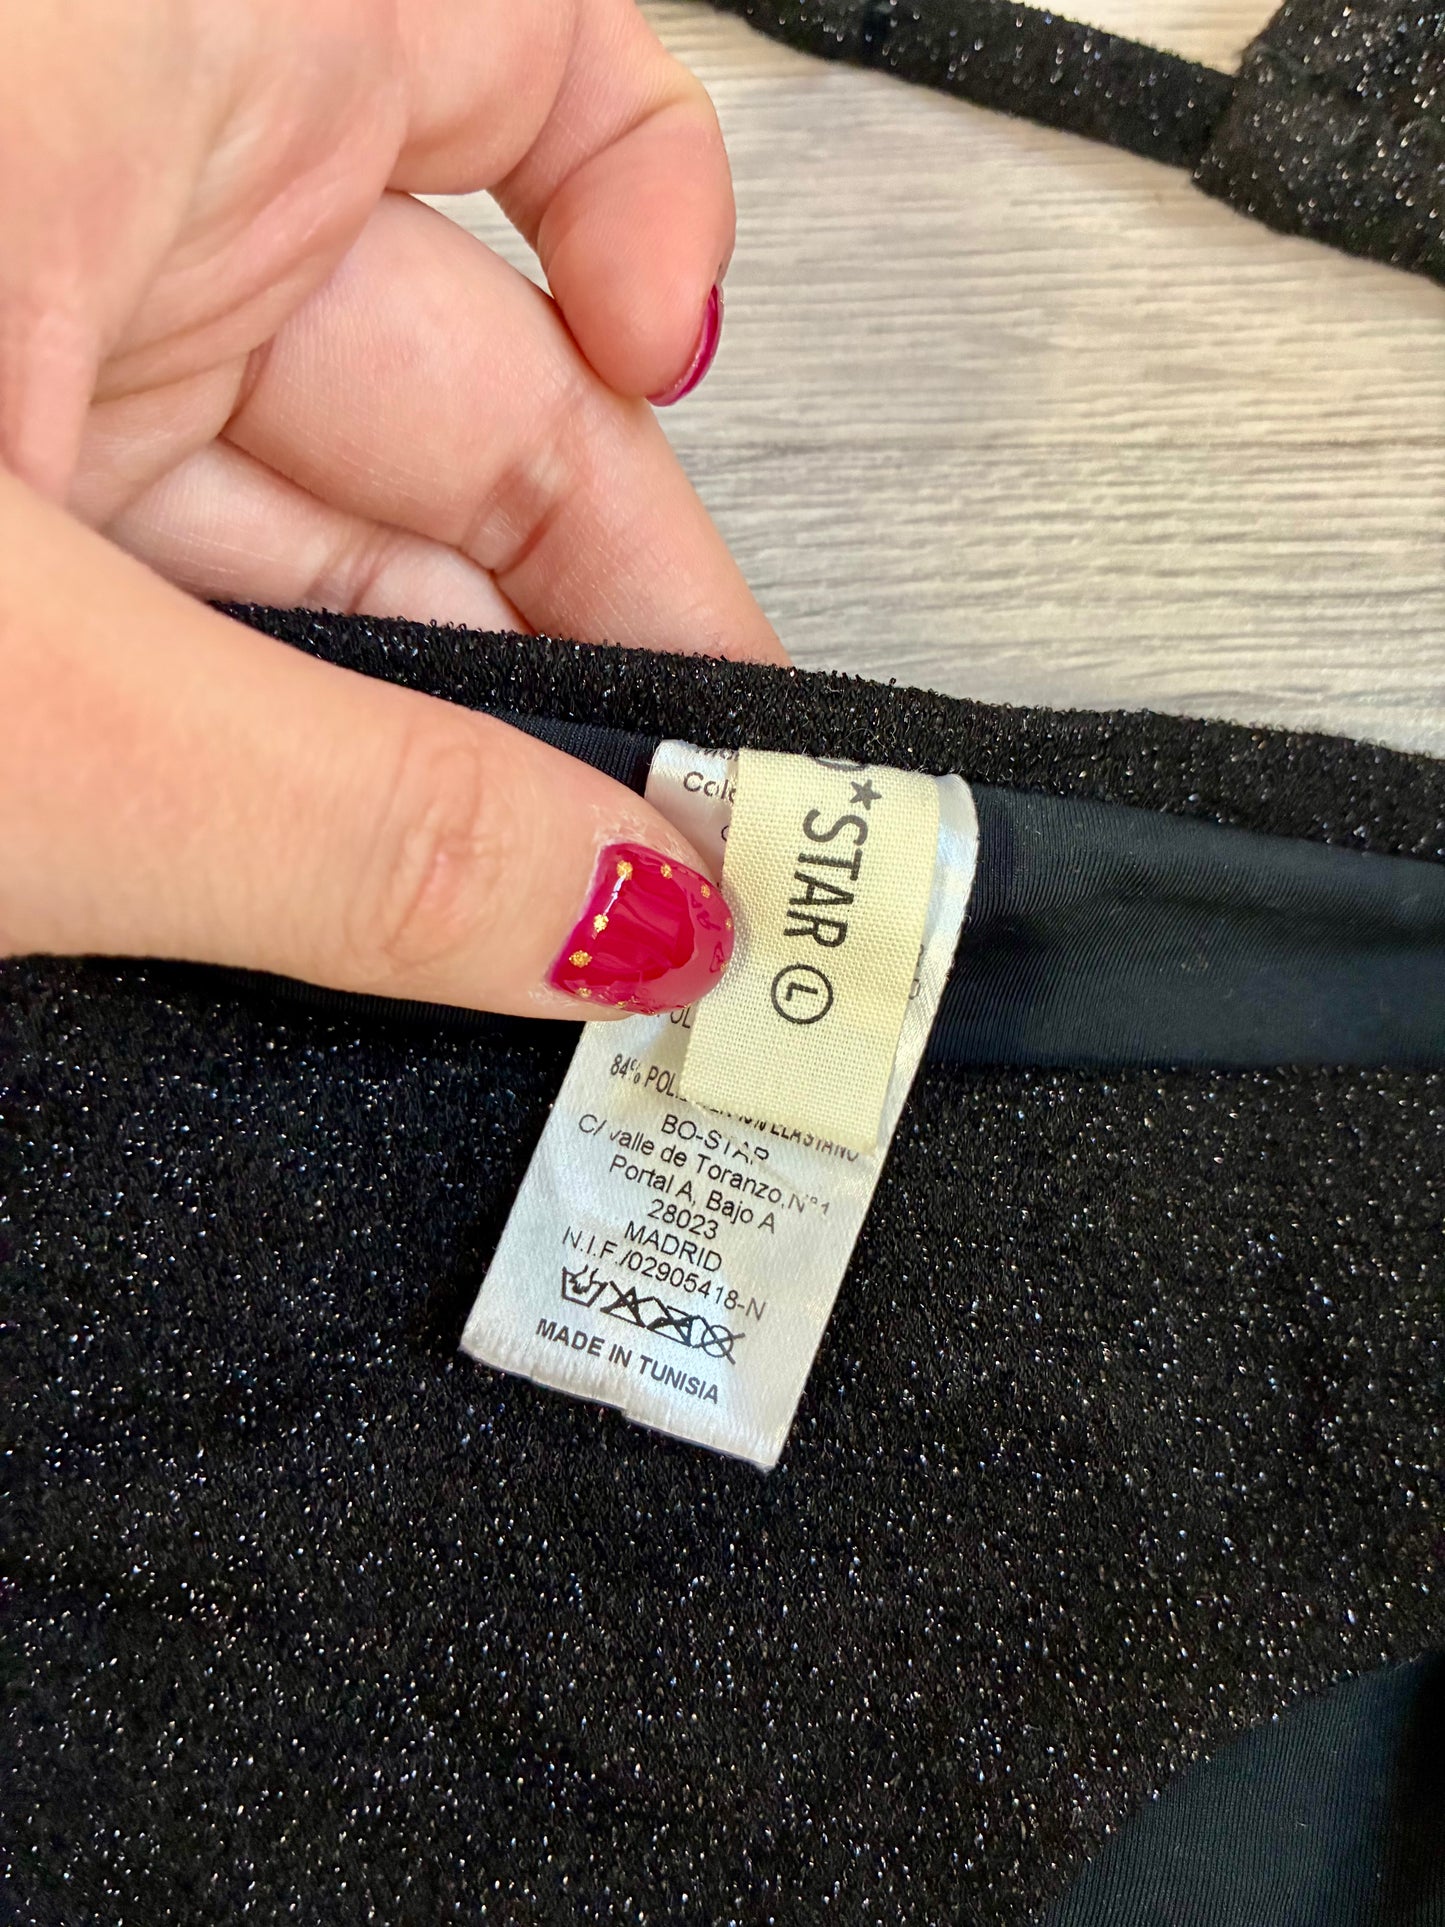 ★STAR L
84% POL
BO-STAR
C/ Valle de Toranzo,Nº1
Portal A, Bajo A
28023
MADRID
N.I.F./02905418-N
MADE IN TUNISIA